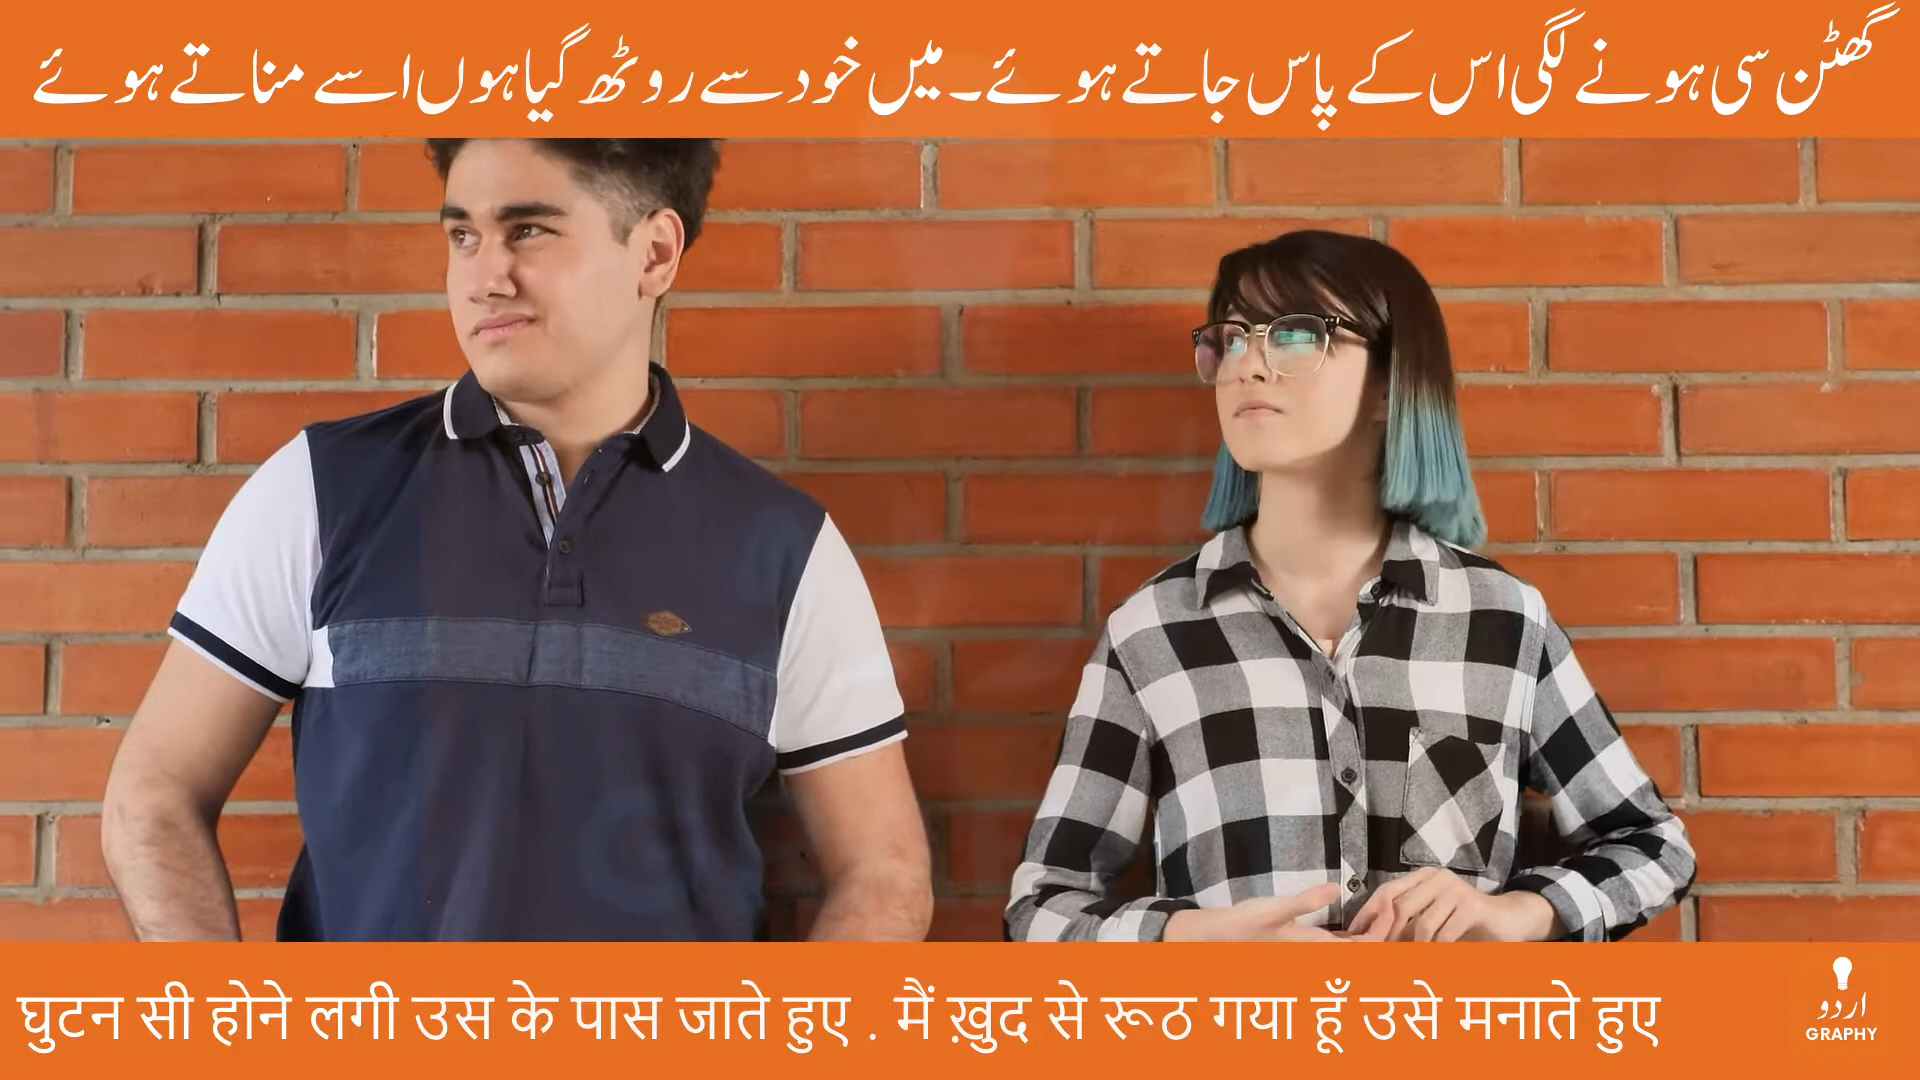 گھٹن سی ہونے لگی اس کے پاس جاتے ہوئے۔ میں خود سے روٹھ گیا ہوں اسے مناتے ہوئے
घुटन सी होने लगी उस के पास जाते हुए . मैं ख़ुद से रूठ गया हूँ उसे मनाते हुए
اردو
GRAPHY